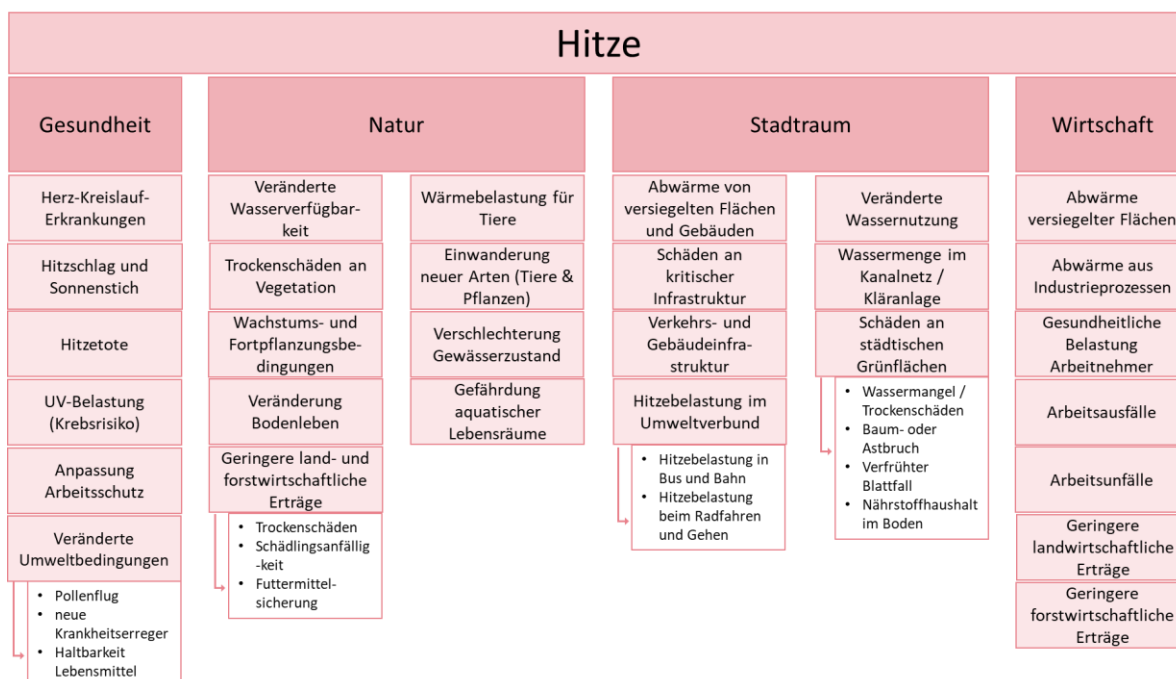 Hitze
Gesundheit
Herz-Kreislauf-
Erkrankungen
Hitzschlag und
Sonnenstich
Hitzetote
UV-Belastung
(Krebsrisiko)
Anpassung
Arbeitsschutz
Veränderte
Umweltbedingungen
• Pollenflug
• neue
Krankheitserreger
• Haltbarkeit
Lebensmittel
Natur
Veränderte
Wasserverfügbar-
keit
Trockenschäden an
Vegetation
Wachstums- und
Fortpflanzungsbe-
dingungen
Veränderung
Bodenleben
Geringere land- und
forstwirtschaftliche
Erträge
• Trockenschäden
• Schädlingsanfällig
-keit
• Futtermittel-
sicherung
Wärmebelastung für
Tiere
Einwanderung
neuer Arten (Tiere &
Pflanzen)
Verschlechterung
Gewässerzustand
Gefährdung
aquatischer
Lebensräume
Stadtraum
Abwärme von
versiegelten Flächen
und Gebäuden
Schäden an
kritischer
Infrastruktur
Verkehrs- und
Gebäudeinfra-
struktur
Hitzebelastung im
Umweltverbund
• Hitzebelastung in
Bus und Bahn
• Hitzebelastung
beim Radfahren
und Gehen
Veränderte
Wassernutzung
Wassermenge im
Kanalnetz /
Kläranlage
Schäden an
städtischen
Grünflächen
• Wassermangel /
Trockenschäden
• Baum- oder
Astbruch
• Verfrühter
Blattfall
• Nährstoffhaushalt
im Boden
Wirtschaft
Abwärme
versiegelter Flächen
Abwärme aus
Industrieprozessen
Gesundheitliche
Belastung
Arbeitnehmer
Arbeitsausfälle
Arbeitsunfälle
Geringere
landwirtschaftliche
Erträge
Geringere
forstwirtschaftliche
Erträge